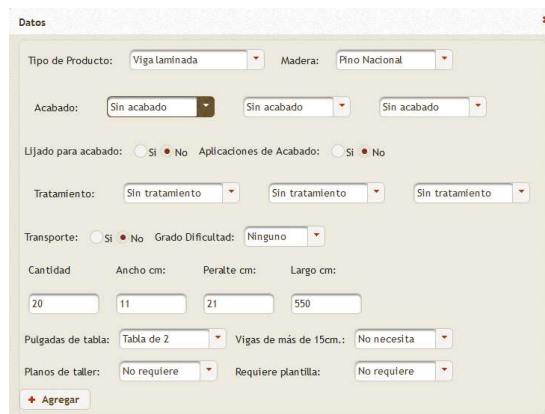 Datos
Tipo de Producto: Viga laminada Madera: Pino Nacional
Acabado: Sin acabado Sin acabado Sin acabado
Lijado para acabado: Si No Aplicaciones de Acabado: Si No
Tratamiento: Sin tratamiento Sin tratamiento Sin tratamiento
Transporte: Si No Grado Dificultad: Ninguno
Cantidad Ancho cm: Peralte cm: Largo cm:
20 11 21 550
Pulgadas de tabla: Tabla de 2 Vigas de más de 15cm.: No necesita
Planos de taller: No requiere Requiere plantilla: No requiere
+ Agregar